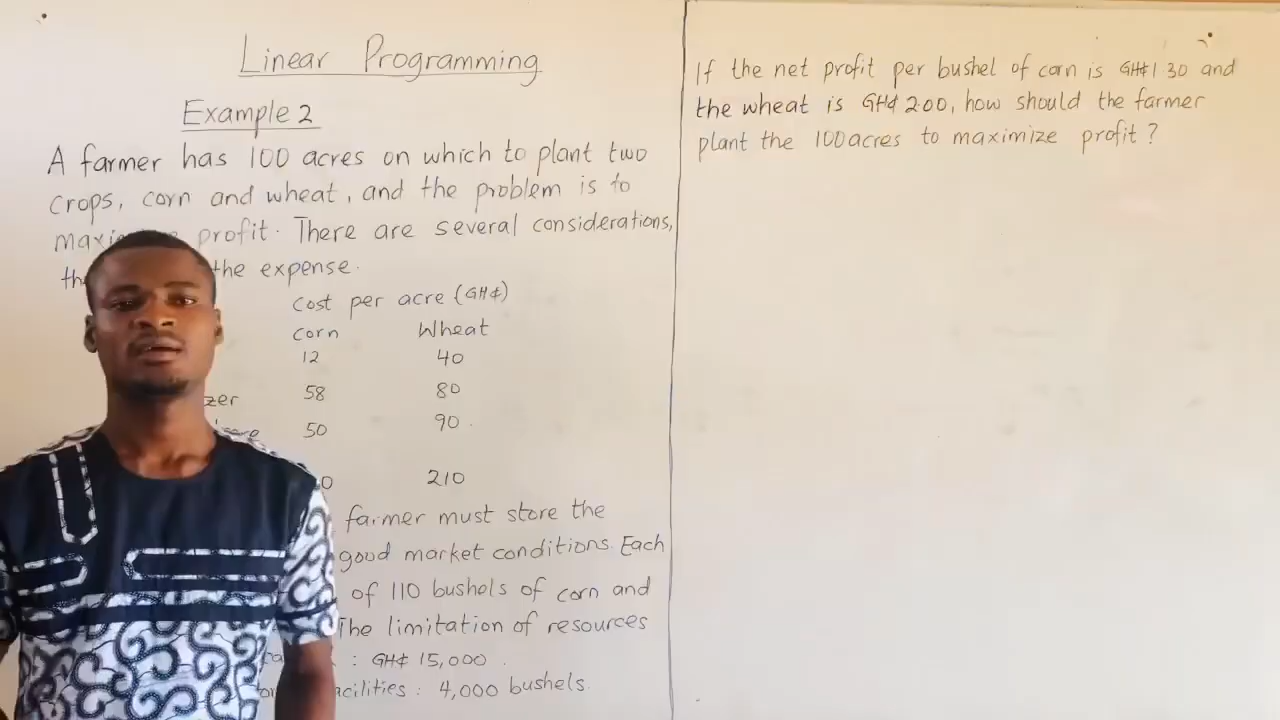 Linear Programming
Example 2
A farmer has 100 acres on which to plant two
crops, corn and wheat, and the problem is to
profit. There are several considerations,
the expense.
Cost per acre (GH¢)
Corn Wheat
12 40
58 80
50 90
210
farmer must store the
good market conditions. Each
of 110 bushels of corn and
The limitation of resources
: GH¢ 15,000.
: 4,000 bushels.
If the net profit per bushel of corn is GH¢1.30 and
the wheat is GH¢ 2.00, how should the farmer
plant the 100 acres to maximize profit?